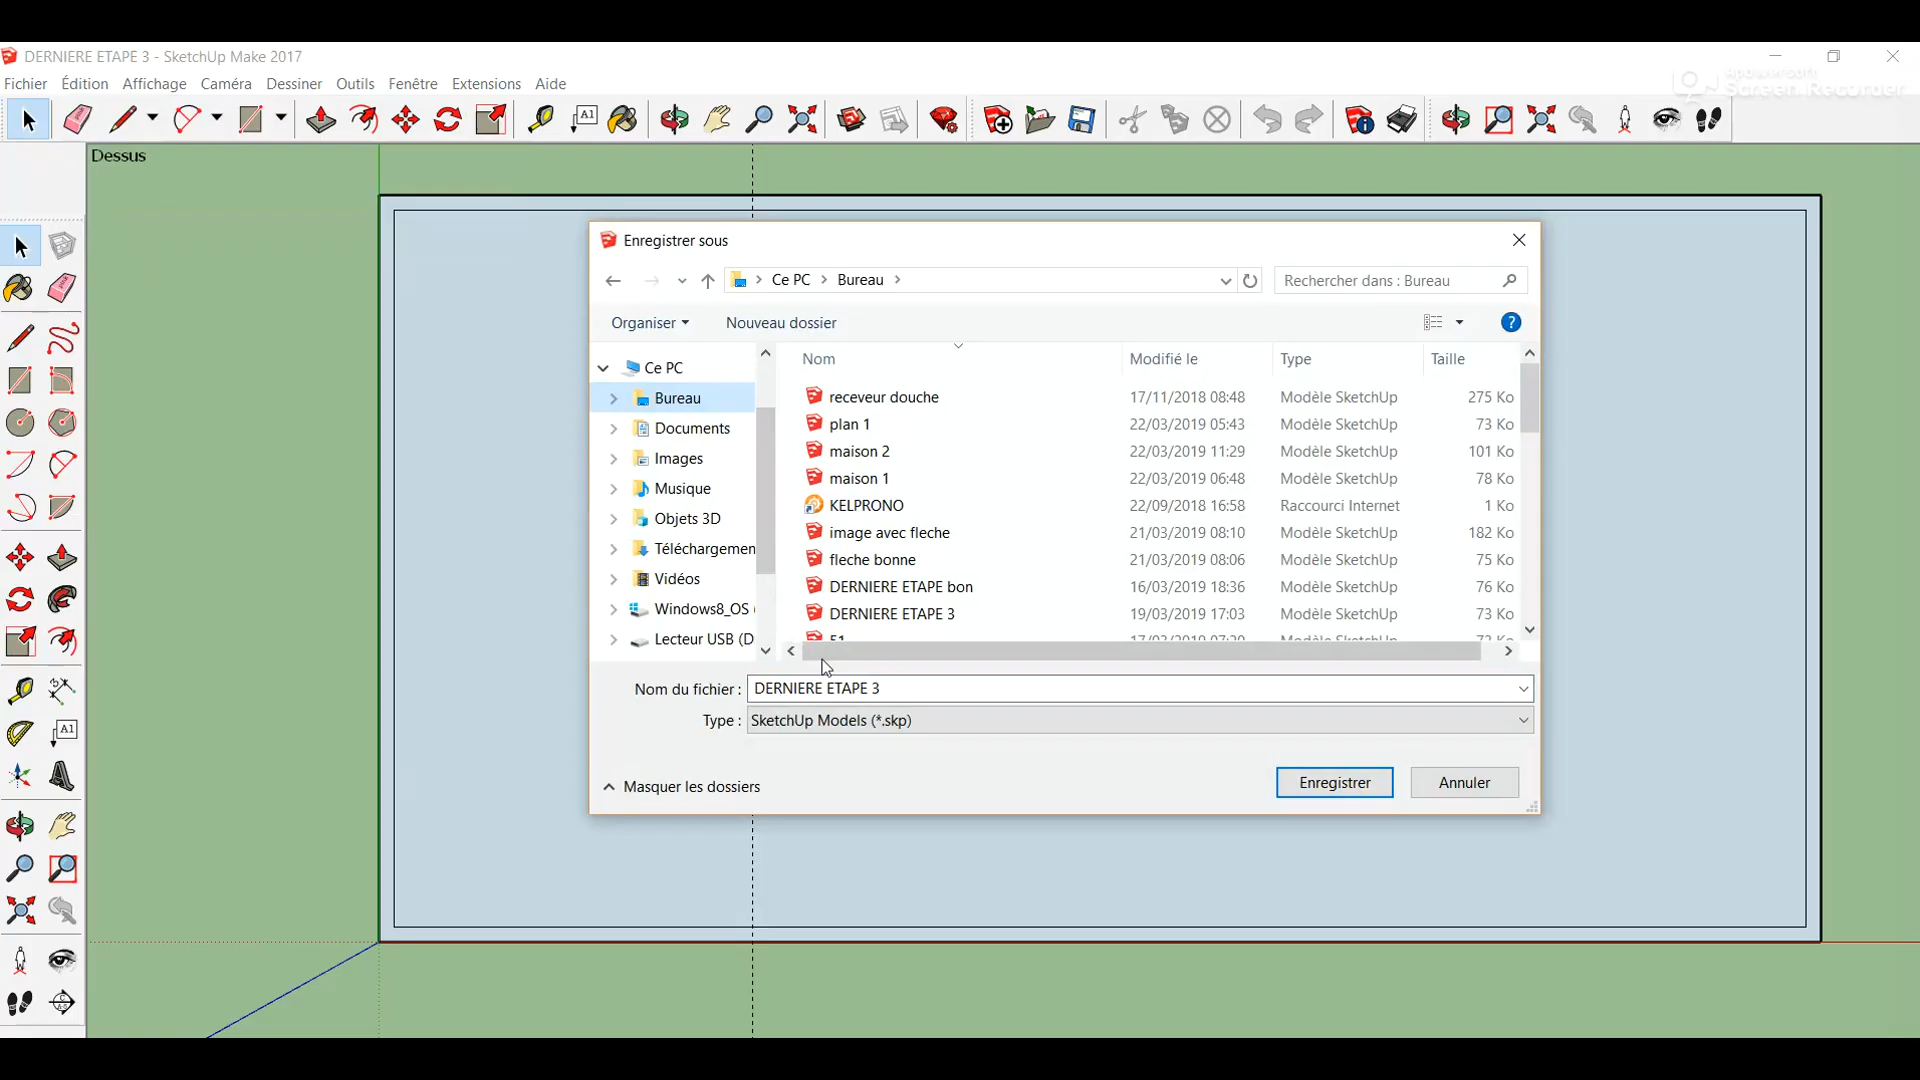 DERNIERE ETAPE 3 - SketchUp Make 2017
Apowersoft
Screen Recorder
Fichier Édition Affichage Caméra Dessiner Outils Fenêtre Extensions Aide
A1
Dessus
Enregistrer sous
Ce PC Bureau
Rechercher dans : Bureau
Organiser Nouveau dossier
?
Nom Modifié le Type Taille
Ce PC
Bureau
Documents
Images
Musique
Objets 3D
Téléchargemen
Vidéos
Windows8_OS (
Lecteur USB (D
receveur douche 17/11/2018 08:48 Modèle SketchUp 275 Ko
plan 1 22/03/2019 05:43 Modèle SketchUp 73 Ko
maison 2 22/03/2019 11:29 Modèle SketchUp 101 Ko
maison 1 22/03/2019 06:48 Modèle SketchUp 78 Ko
KELPRONO 22/09/2018 16:58 Raccourci Internet 1 Ko
image avec fleche 21/03/2019 08:10 Modèle SketchUp 182 Ko
fleche bonne 21/03/2019 08:06 Modèle SketchUp 75 Ko
DERNIERE ETAPE bon 16/03/2019 18:36 Modèle SketchUp 76 Ko
DERNIERE ETAPE 3 19/03/2019 17:03 Modèle SketchUp 73 Ko
Nom du fichier : DERNIERE ETAPE 3
Type : SketchUp Models (*.skp)
Masquer les dossiers
Enregistrer Annuler
A1